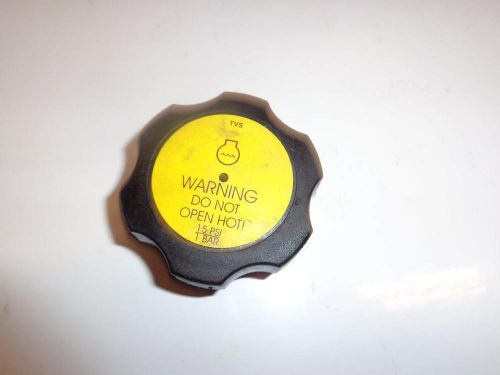 TVS
WARNING
DO NOT
OPEN HOT!
15 PSI
1 BAR